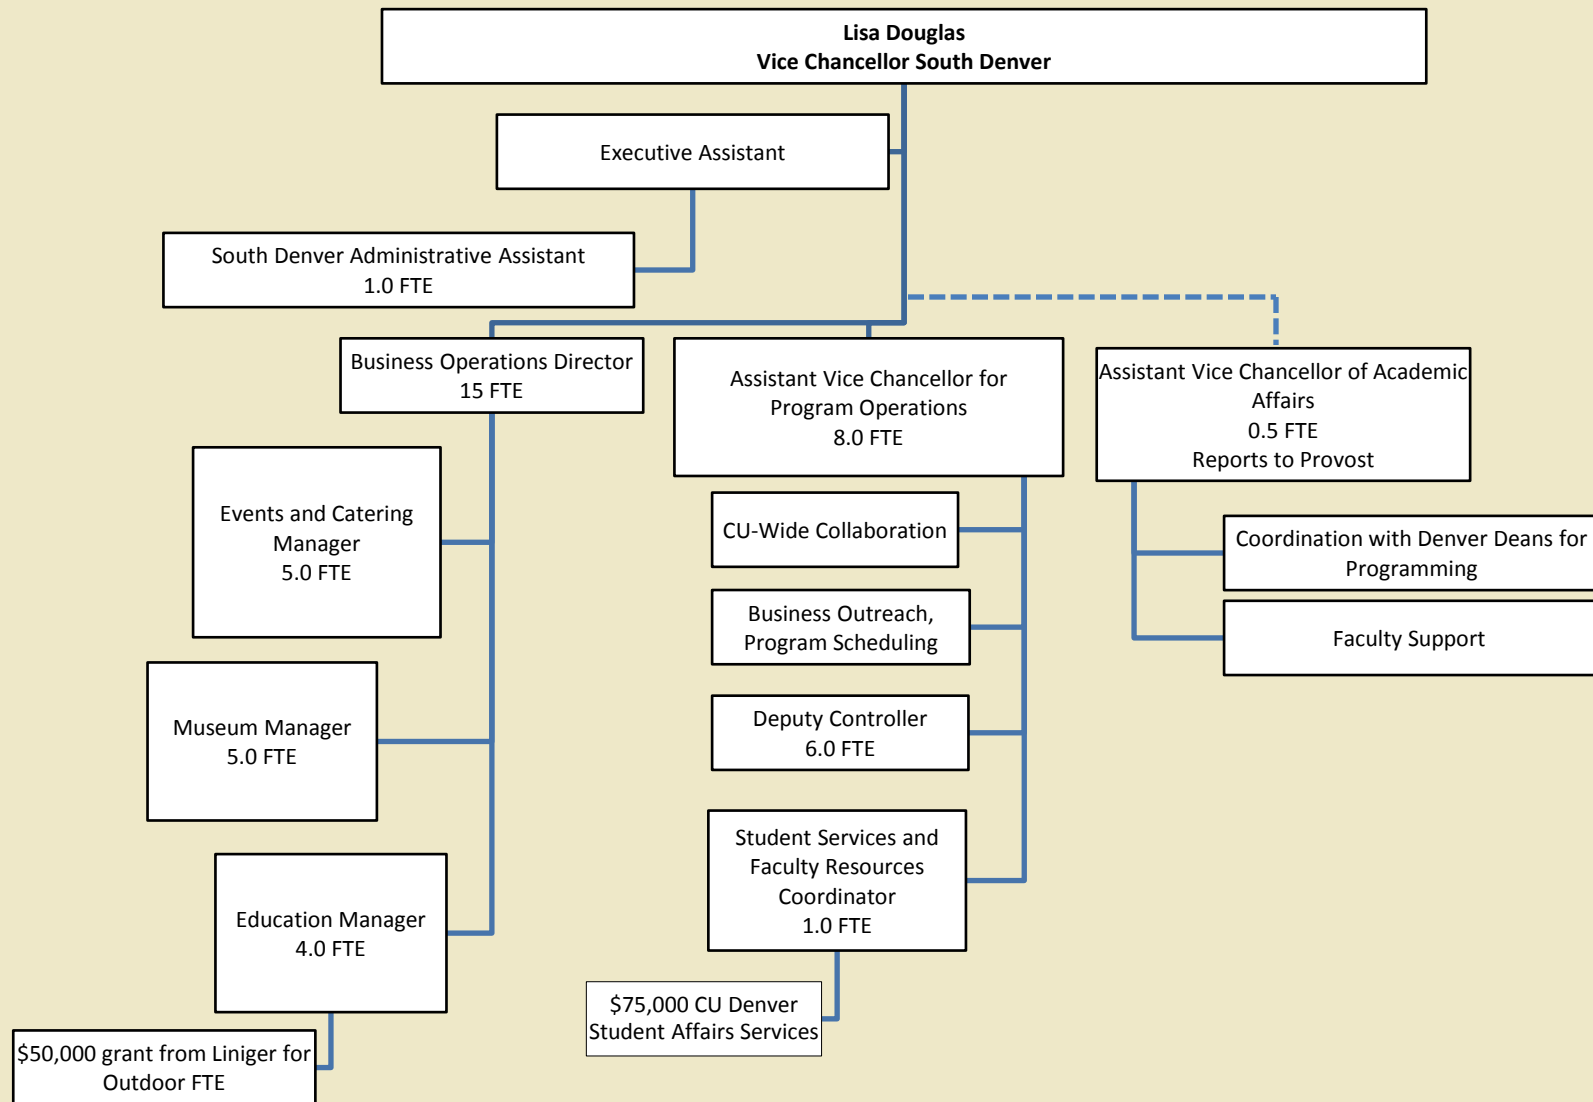 Lisa Douglas
Vice Chancellor South Denver
Executive Assistant
South Denver Administrative Assistant
1.0 FTE
Business Operations Director
15 FTE
Events and Catering
Manager
5.0 FTE
Museum Manager
5.0 FTE
Education Manager
4.0 FTE
$50,000 grant from Liniger for
Outdoor FTE
Assistant Vice Chancellor for
Program Operations
8.0 FTE
CU-Wide Collaboration
Business Outreach,
Program Scheduling
Deputy Controller
6.0 FTE
Student Services and
Faculty Resources
Coordinator
1.0 FTE
$75,000 CU Denver
Student Affairs Services
Assistant Vice Chancellor of Academic
Affairs
0.5 FTE
Reports to Provost
Coordination with Denver Deans for
Programming
Faculty Support